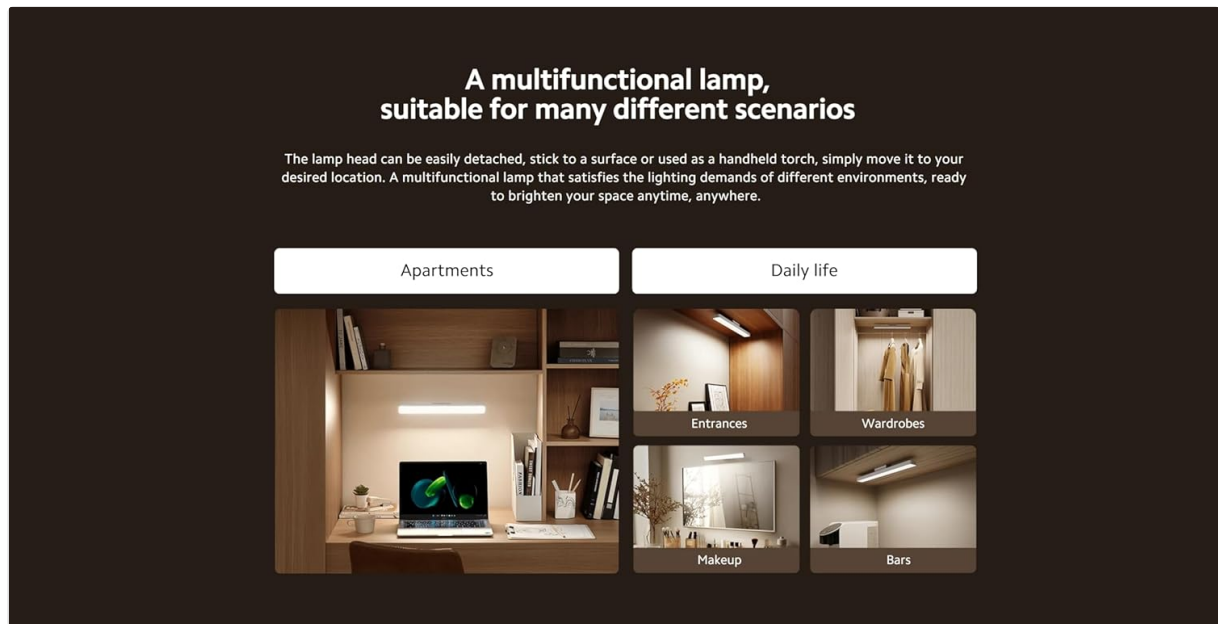 A multifunctional lamp,
suitable for many different scenarios
The lamp head can be easily detached, stick to a surface or used as a handheld torch, simply move it to your
desired location. A multifunctional lamp that satisfies the lighting demands of different environments, ready
to brighten your space anytime, anywhere.
Apartments
Daily life
Entrances
Wardrobes
Makeup
Bars